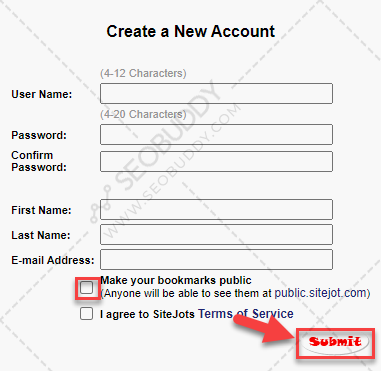 Create a New Account
(4-12 Characters)
User Name:
(4-20 Characters)
Password:
Confirm
Password:
First Name:
Last Name:
E-mail Address:
Make your bookmarks public
(Anyone will be able to see them at public.sitejot.com)
I agree to SiteJots Terms of Service
Submit
SEOBUDDY
WWW.SEOBUDDY.COM